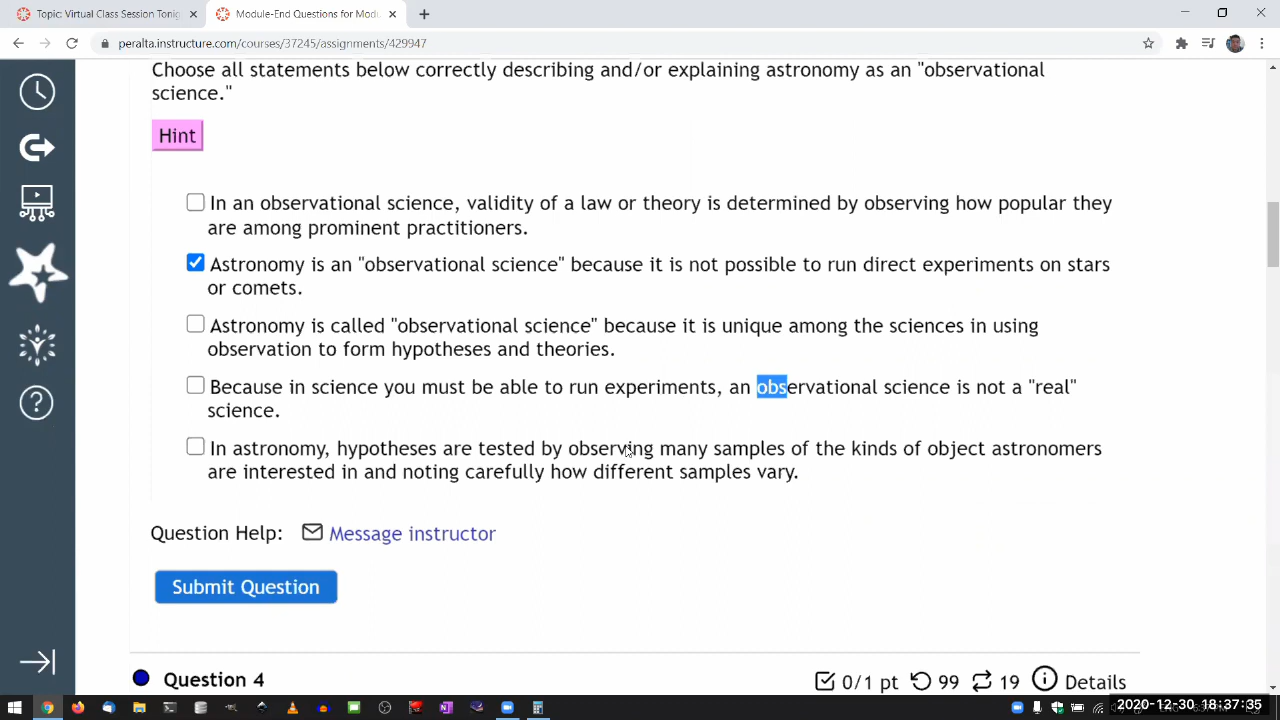 Topic: Virtual Class Session Tonig
Module-End Questions for Modu
peralta.instructure.com/courses/37245/assignments/429947
Choose all statements below correctly describing and/or explaining astronomy as an "observational
science."
Hint
In an observational science, validity of a law or theory is determined by observing how popular they
are among prominent practitioners.
Astronomy is an "observational science" because it is not possible to run direct experiments on stars
or comets.
Astronomy is called "observational science" because it is unique among the sciences in using
observation to form hypotheses and theories.
Because in science you must be able to run experiments, an observational science is not a "real"
science.
In astronomy, hypotheses are tested by observing many samples of the kinds of object astronomers
are interested in and noting carefully how different samples vary.
Question Help: Message instructor
Submit Question
Question 4
0/1 pt 99 19 Details
2020-12-30 18:37:35